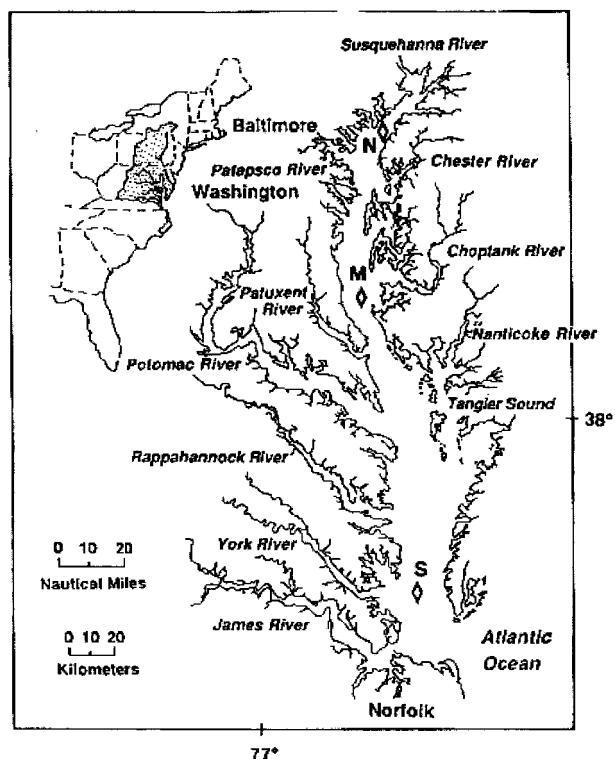 Susquehanna River
Baltimore
N
Patapsco River
Chester River
Washington
Choptank River
M
Patuxent
River
Nanticoke River
Potomac River
Tangier Sound
38°
Rappahannock River
0 10 20
Nautical Miles
York River
S
James River
0 10 20
Kilometers
Atlantic
Ocean
Norfolk
77°